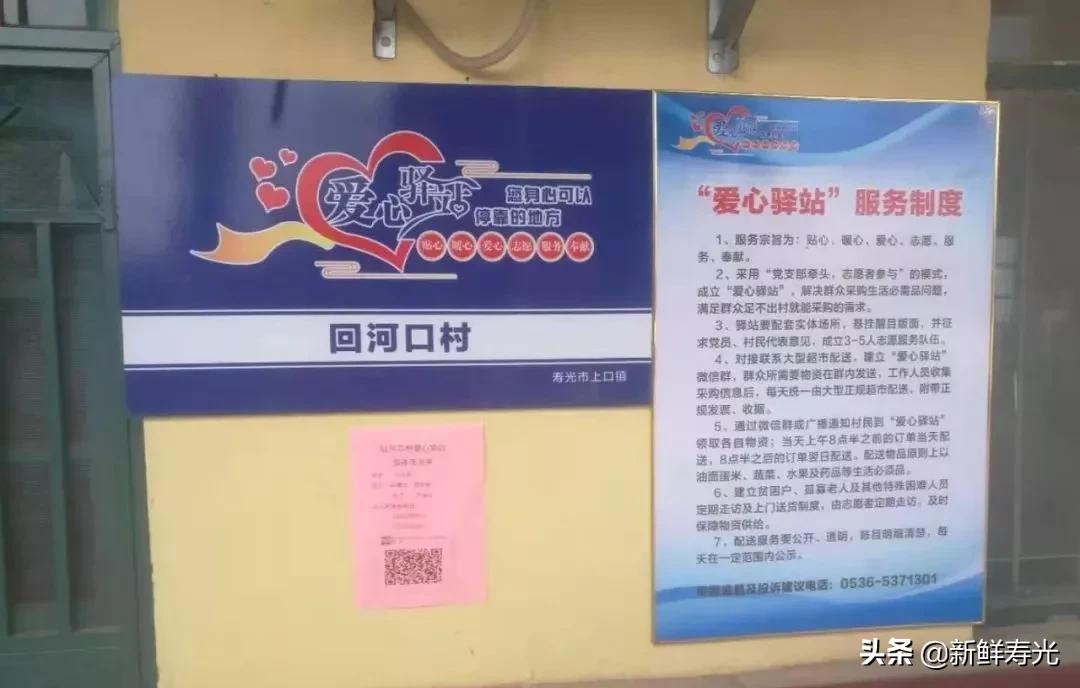 爱心驿站
您身心可以
停靠的地方
贴心 暖心 爱心 志愿 服务 奉献
回河口村
寿光市上口镇
爱心驿站
“爱心驿站”服务制度
1、服务宗旨为：贴心、暖心、爱心、志愿、服
务、奉献。
2、采用“党支部牵头，志愿者参与”的模式，
成立“爱心驿站”，解决群众采购生活必需品问题，
满足群众足不出村就能采购的需求。
3、驿站要配套实体场所，悬挂醒目版面，并征
求党员、村民代表意见，成立3-5人志愿服务队伍。
4、对接联系大型超市配送，建立“爱心驿站”
微信群，群众所需要物资在群内发送，工作人员收集
采购信息后，每天统一由大型正规超市配送，附带正
规发票、收据。
5、通过微信群或广播通知村民到“爱心驿站”
领取各自物资；当天上午8点半之前的订单当天配
送，8点半之后的订单翌日配送。配送物品原则上以
油面蛋米、蔬菜、水果及药品等生活必须品。
6、建立贫困户、孤寡老人及其他特殊困难人员
定期走访及上门送货制度，由志愿者定期走访，及时
保障物资供给。
7、配送服务要公开、透明，账目明细清楚，每
天在一定范围内公示。
监督及投诉建议电话：0536-5371301
头条 @新鲜寿光